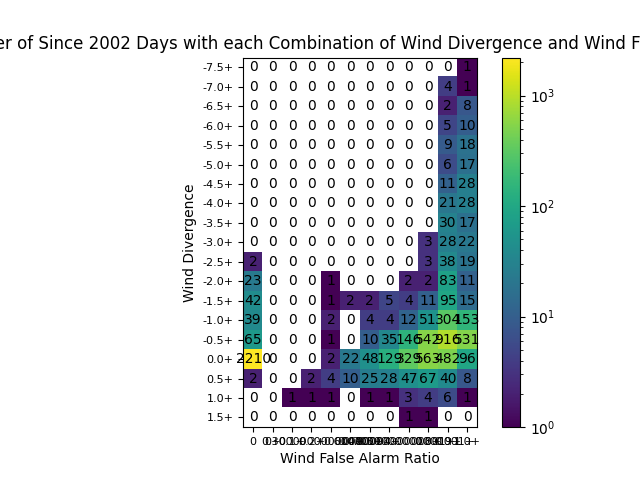 er of Since 2002 Days with each Combination of Wind Divergence and Wind F
-7.5+ 0 0 0 0 0 0 0 0 0 0 0 1
-7.0+ 0 0 0 0 0 0 0 0 0 0 4 1
-6.5+ 0 0 0 0 0 0 0 0 0 0 2 8
-6.0+ 0 0 0 0 0 0 0 0 0 0 5 10
-5.5+ 0 0 0 0 0 0 0 0 0 0 9 18
-5.0+ 0 0 0 0 0 0 0 0 0 0 6 17
-4.5+ 0 0 0 0 0 0 0 0 0 0 11 28
-4.0+ 0 0 0 0 0 0 0 0 0 0 21 28
-3.5+ 0 0 0 0 0 0 0 0 0 0 30 17
-3.0+ 0 0 0 0 0 0 0 0 0 3 28 22
-2.5+ 2 0 0 0 0 0 0 0 0 3 38 19
-2.0+ 23 0 0 0 1 0 0 0 2 2 83 11
-1.5+ 42 0 0 0 1 2 2 5 4 11 95 15
-1.0+ 39 0 0 0 2 0 4 4 12 51 304 153
-0.5+ 65 0 0 0 1 0 10 35 146 542 916 531
0.0+ 2210 0 0 0 2 22 48 129 329 563 482 96
0.5+ 2 0 0 2 4 10 25 28 47 67 40 8
1.0+ 0 0 1 1 1 0 1 1 3 4 6 1
1.5+ 0 0 0 0 0 0 0 0 1 1 0 0
0
Wind False Alarm Ratio
Wind Divergence
10³
10²
10¹
10⁰